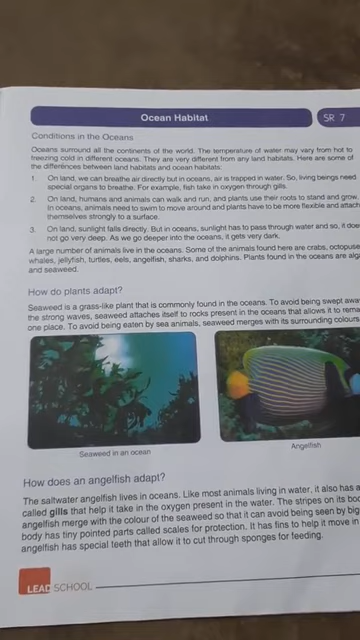 Ocean Habitat
SR 7
Conditions in the Oceans
Oceans surround all the continents of the world. The temperature of water may vary from hot to
freezing cold in different oceans. They are very different from any land habitats. Here are some of
the differences between land habitats and ocean habitats:
1. On land, we can breathe air directly but in oceans, air is trapped in water. So, living beings need
special organs to breathe. For example, fish take in oxygen through gills.
2. On land, humans and animals can walk and run, and plants use their roots to stand and grow.
In oceans, animals need to swim to move around and plants have to be more flexible and attach
themselves strongly to a surface.
3. On land, sunlight falls directly. But in oceans, sunlight has to pass through water and so, it does
not go very deep. As we go deeper into the oceans, it gets very dark.
A large number of animals live in the oceans. Some of the animals found here are crabs, octopuse
whales, jellyfish, turtles, eels, angelfish, sharks, and dolphins. Plants found in the oceans are alga
and seaweed.
How do plants adapt?
Seaweed is a grass-like plant that is commonly found in the oceans. To avoid being swept awa
the strong waves, seaweed attaches itself to rocks present in the oceans that allows it to rema
one place. To avoid being eaten by sea animals, seaweed merges with its surrounding colours
Seaweed in an ocean
Angelfish
How does an angelfish adapt?
The saltwater angelfish lives in oceans. Like most animals living in water, it also has a
called gills that help it take in the oxygen present in the water. The stripes on its bod
angelfish merge with the colour of the seaweed so that it can avoid being seen by big
body has tiny pointed parts called scales for protection. It has fins to help it move in
angelfish has special teeth that allow it to cut through sponges for feeding.
LEAD SCHOOL